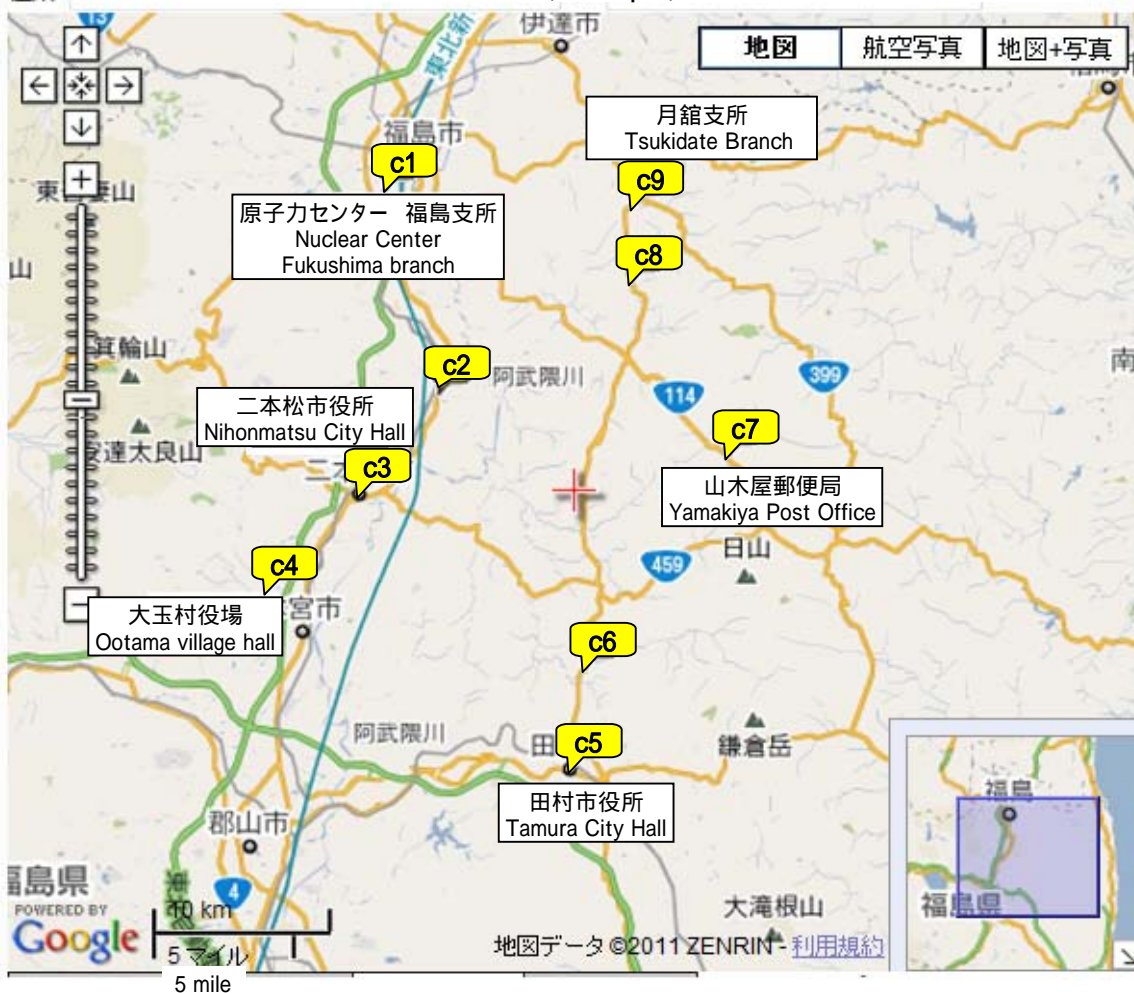 伊達市
13
東北新
地図
航空写真
地図+写真
福島市
月舘支所
Tsukidate Branch
c1
c9
原子力センター 福島支所
Nuclear Center
Fukushima branch
山
c8
箕輪山
c2
阿武隈川
399
南
114
二本松市役所
Nihonmatsu City Hall
安達太良山
c7
c3
山木屋郵便局
Yamakiya Post Office
日山
459
c4
大玉村役場
Ootama village hall
宮市
c6
阿武隈川
田
c5
鎌倉岳
田村市役所
Tamura City Hall
福島
郡山市
福島県
4
POWERED BY
Google
10 km
5 マイル
5 mile
大滝根山
福島県
地図データ ©2011 ZENRIN - 利用規約